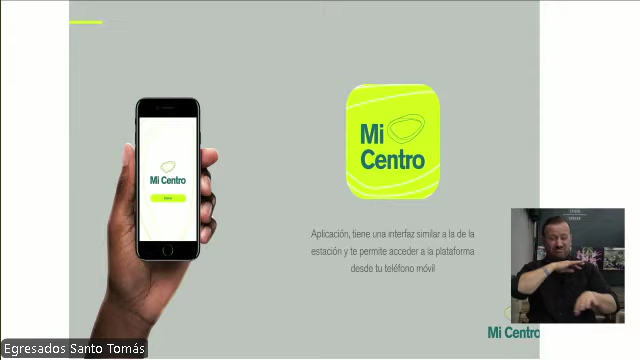 Mi
Centro
Mi Centro
Aplicación, tiene una interfaz similar a la de la
estación y te permite acceder a la plataforma
desde tu teléfono móvil
Mi Centro
Egresados Santo Tomás